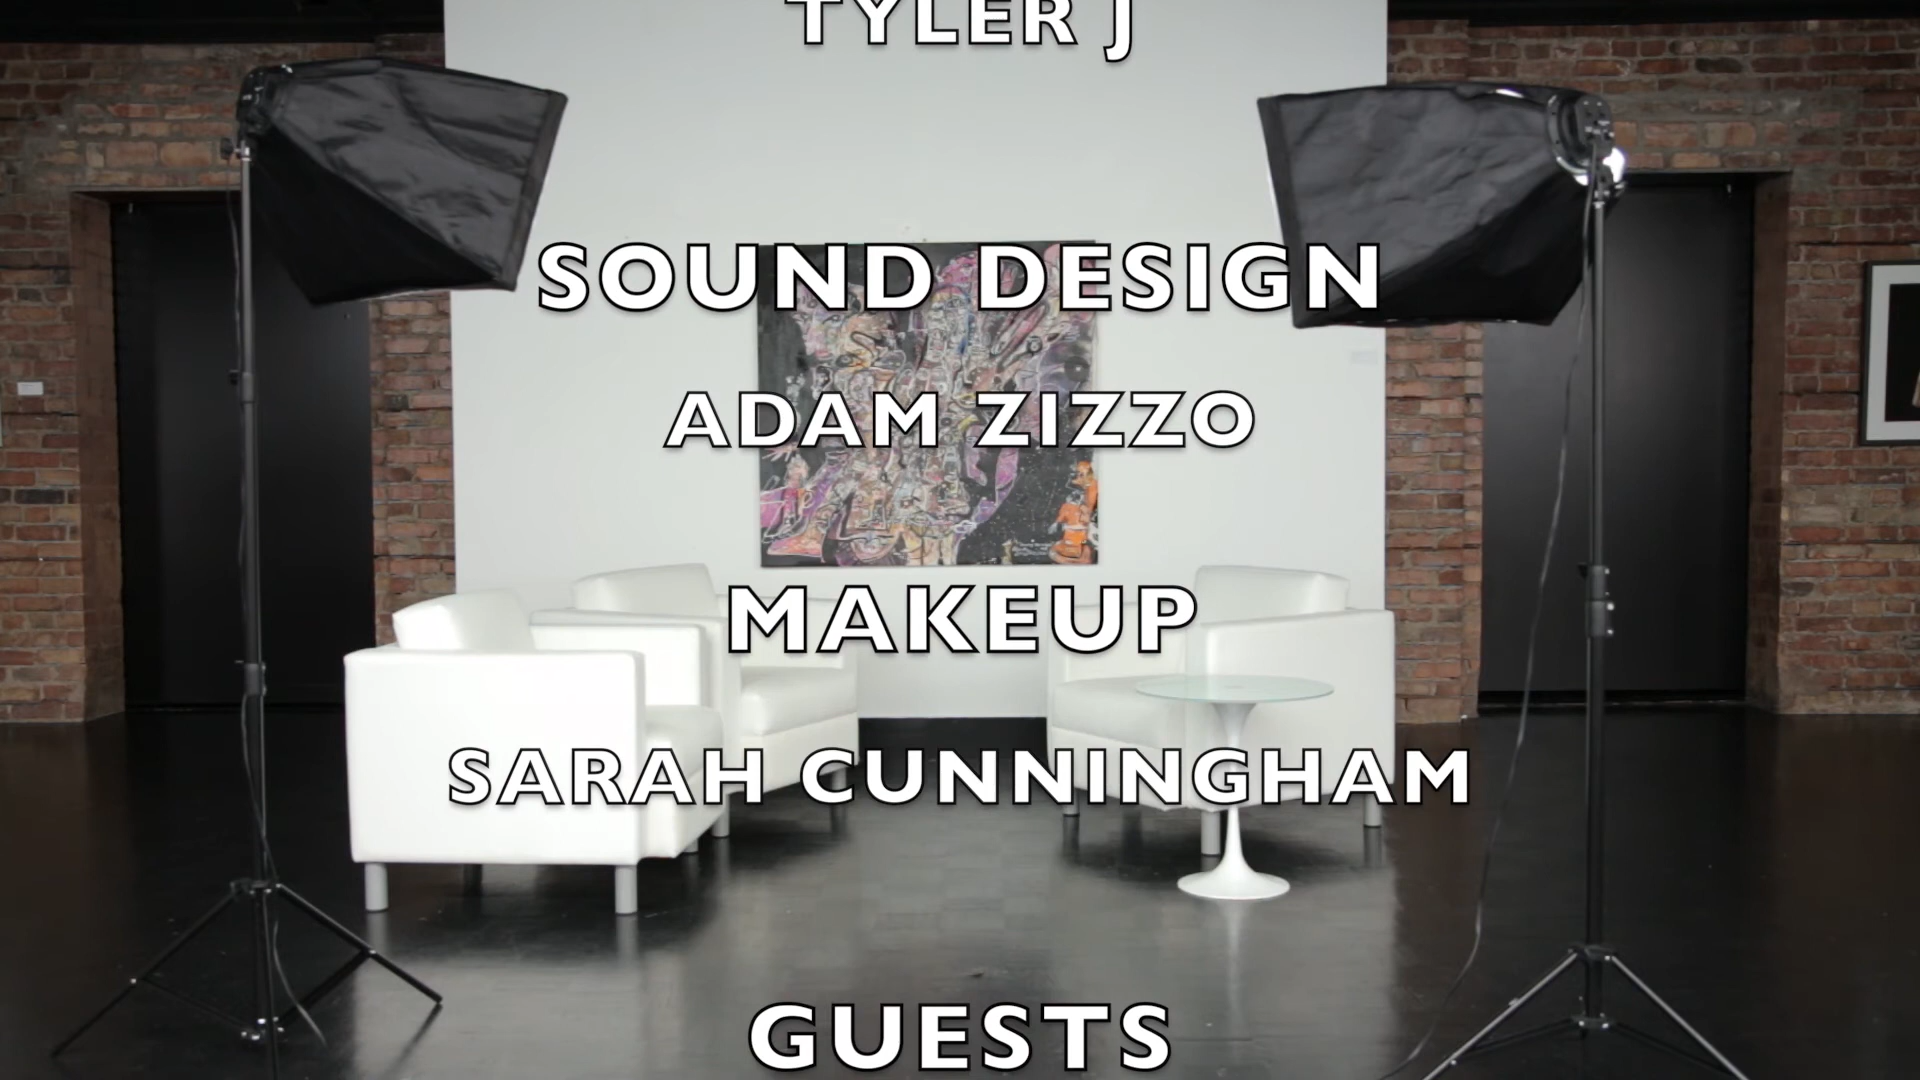 TYLER J
SOUND DESIGN
ADAM ZIZZO
MAKEUP
SARAH CUNNINGHAM
GUESTS